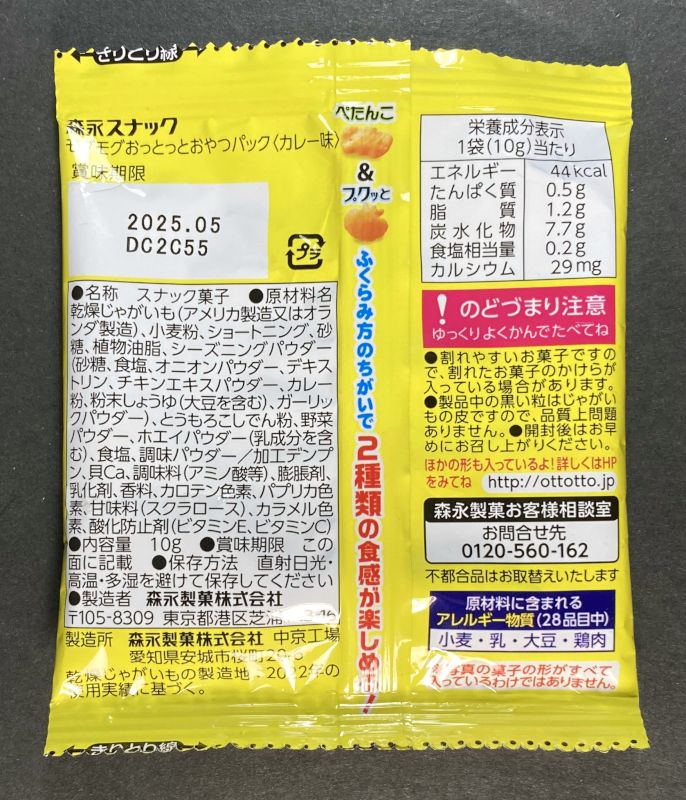 きりとり線
森永スナック
モグモグおっとっとおやつパック〈カレー味〉
賞味期限
2025.05
DC2C55
プラ
●名称 スナック菓子 ●原材料名
乾燥じゃがいも(アメリカ製造又はオラ
ンダ製造)、小麦粉、ショートニング、砂
糖、植物油脂、シーズニングパウダー
(砂糖、食塩、オニオンパウダー、デキス
トリン、チキンエキスパウダー、カレー
粉、粉末しょうゆ(大豆を含む)、ガーリッ
クパウダー)、とうもろこしでん粉、野菜
パウダー、ホエイパウダー(乳成分を含
む)、食塩、調味パウダー/加工デンプ
ン、貝Ca、調味料(アミノ酸等)、膨脹剤、
乳化剤、香料、カロテン色素、パプリカ色
素、甘味料(スクラロース)、カラメル色
素、酸化防止剤(ビタミンE、ビタミンC)
●内容量 10g ●賞味期限 この
面に記載 ●保存方法 直射日光・
高温・多湿を避けて保存してください
●製造者 森永製菓株式会社
〒105-8309 東京都港区芝浦
製造所 森永製菓株式会社 中京工場
愛知県安城市桜町
乾燥じゃがいもの製造地:2022年の
使用実績に基づく。
きりとり線
ぺたんこ
&
プクッと
ふくらみ方のちがいで2種類の食感が楽しめる!
栄養成分表示
1袋(10g)当たり
エネルギー 44kcal
たんぱく質 0.5g
脂質 1.2g
炭水化物 7.7g
食塩相当量 0.2g
カルシウム 29mg
! のどづまり注意
ゆっくりよくかんでたべてね
●割れやすいお菓子ですの
で、割れたお菓子のかけらが
入っている場合があります。
●製品中の黒い粒はじゃがい
もの皮ですので、品質上問題
ありません。●開封後はお早
めにお召し上がりください。
ほかの形も入っているよ!詳しくはHP
をみてね http://ottotto.jp
森永製菓お客様相談室
お問合せ先
0120-560-162
不都合品はお取替えいたします
原材料に含まれる
アレルギー物質(28品目中)
小麦・乳・大豆・鶏肉
写真の菓子の形がすべて
入っているわけではありません。